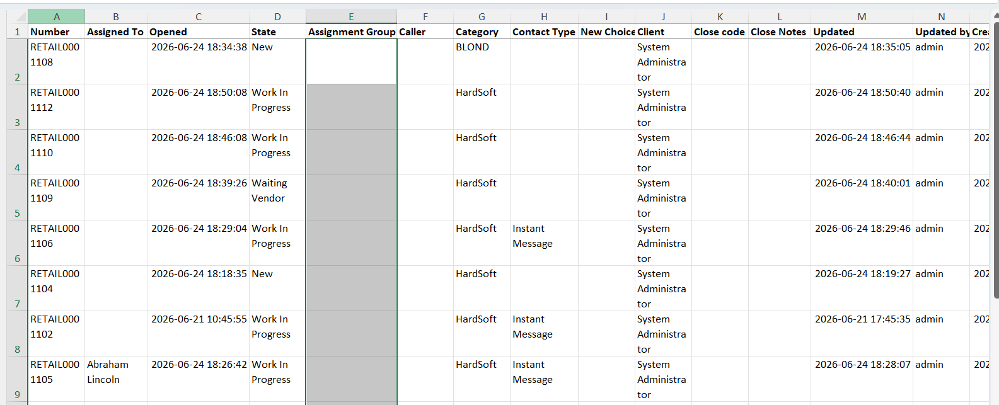 A B C D E F G H I J K L M N
1 Number Assigned To Opened State Assignment Group Caller Category Contact Type New Choice Client Close code Close Notes Updated Updated by Crea
RETAIL000 2026-06-24 18:34:38 New BLOND System 2026-06-24 18:35:05 admin 202
1108 Administra
2 tor
RETAIL000 2026-06-24 18:50:08 Work In HardSoft System 2026-06-24 18:50:40 admin 202
1112 Progress Administra
3 tor
RETAIL000 2026-06-24 18:46:08 Work In HardSoft System 2026-06-24 18:46:44 admin 202
1110 Progress Administra
4 tor
RETAIL000 2026-06-24 18:39:26 Waiting HardSoft System 2026-06-24 18:40:01 admin 202
1109 Vendor Administra
5 tor
RETAIL000 2026-06-24 18:29:04 Work In HardSoft Instant System 2026-06-24 18:29:46 admin 202
1106 Progress Message Administra
6 tor
RETAIL000 2026-06-24 18:18:35 New HardSoft System 2026-06-24 18:19:27 admin 202
1104 Administra
7 tor
RETAIL000 2026-06-21 10:45:55 Work In HardSoft Instant System 2026-06-21 17:45:35 admin 202
1102 Progress Message Administra
8 tor
RETAIL000 Abraham 2026-06-24 18:26:42 Work In HardSoft Instant System 2026-06-24 18:28:07 admin 202
1105 Lincoln Progress Message Administra
9 tor